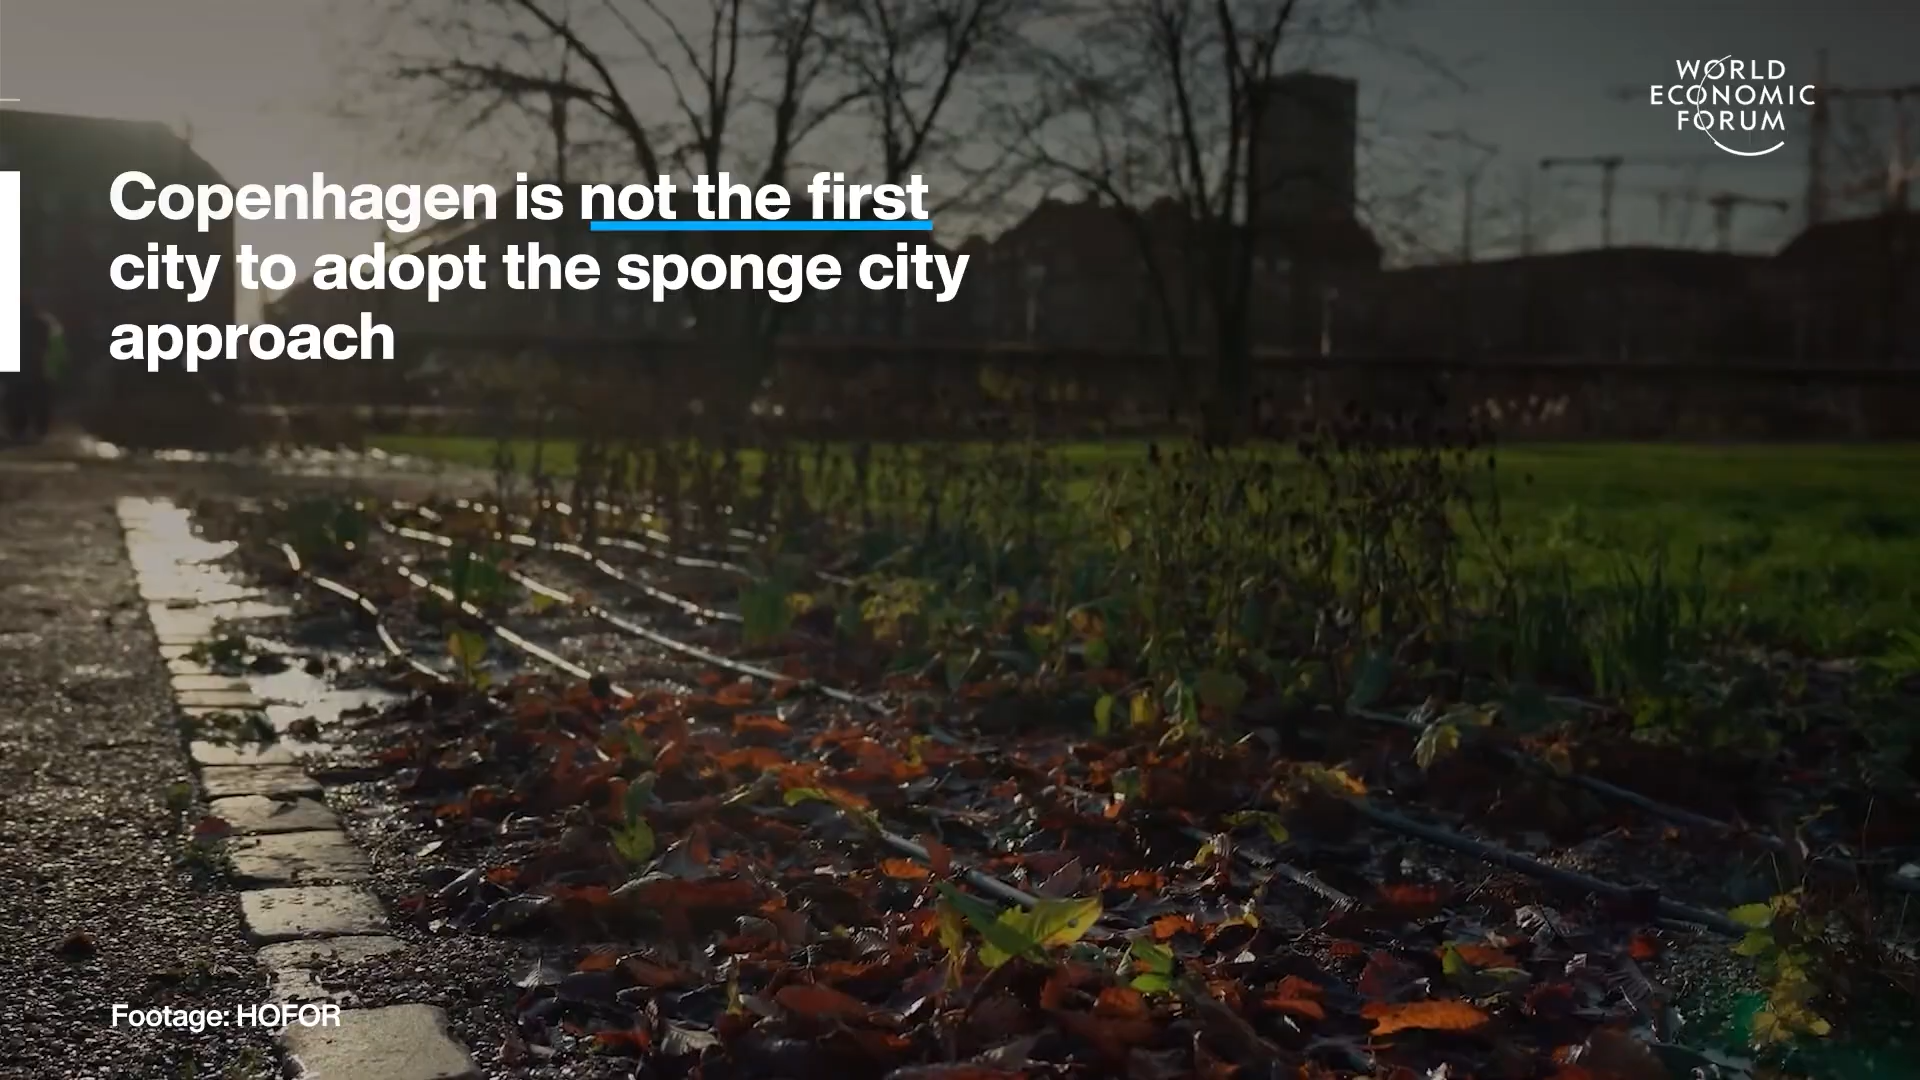 WORLD
ECONOMIC
FORUM
Copenhagen is not the first
city to adopt the sponge city
approach
Footage: HOFOR